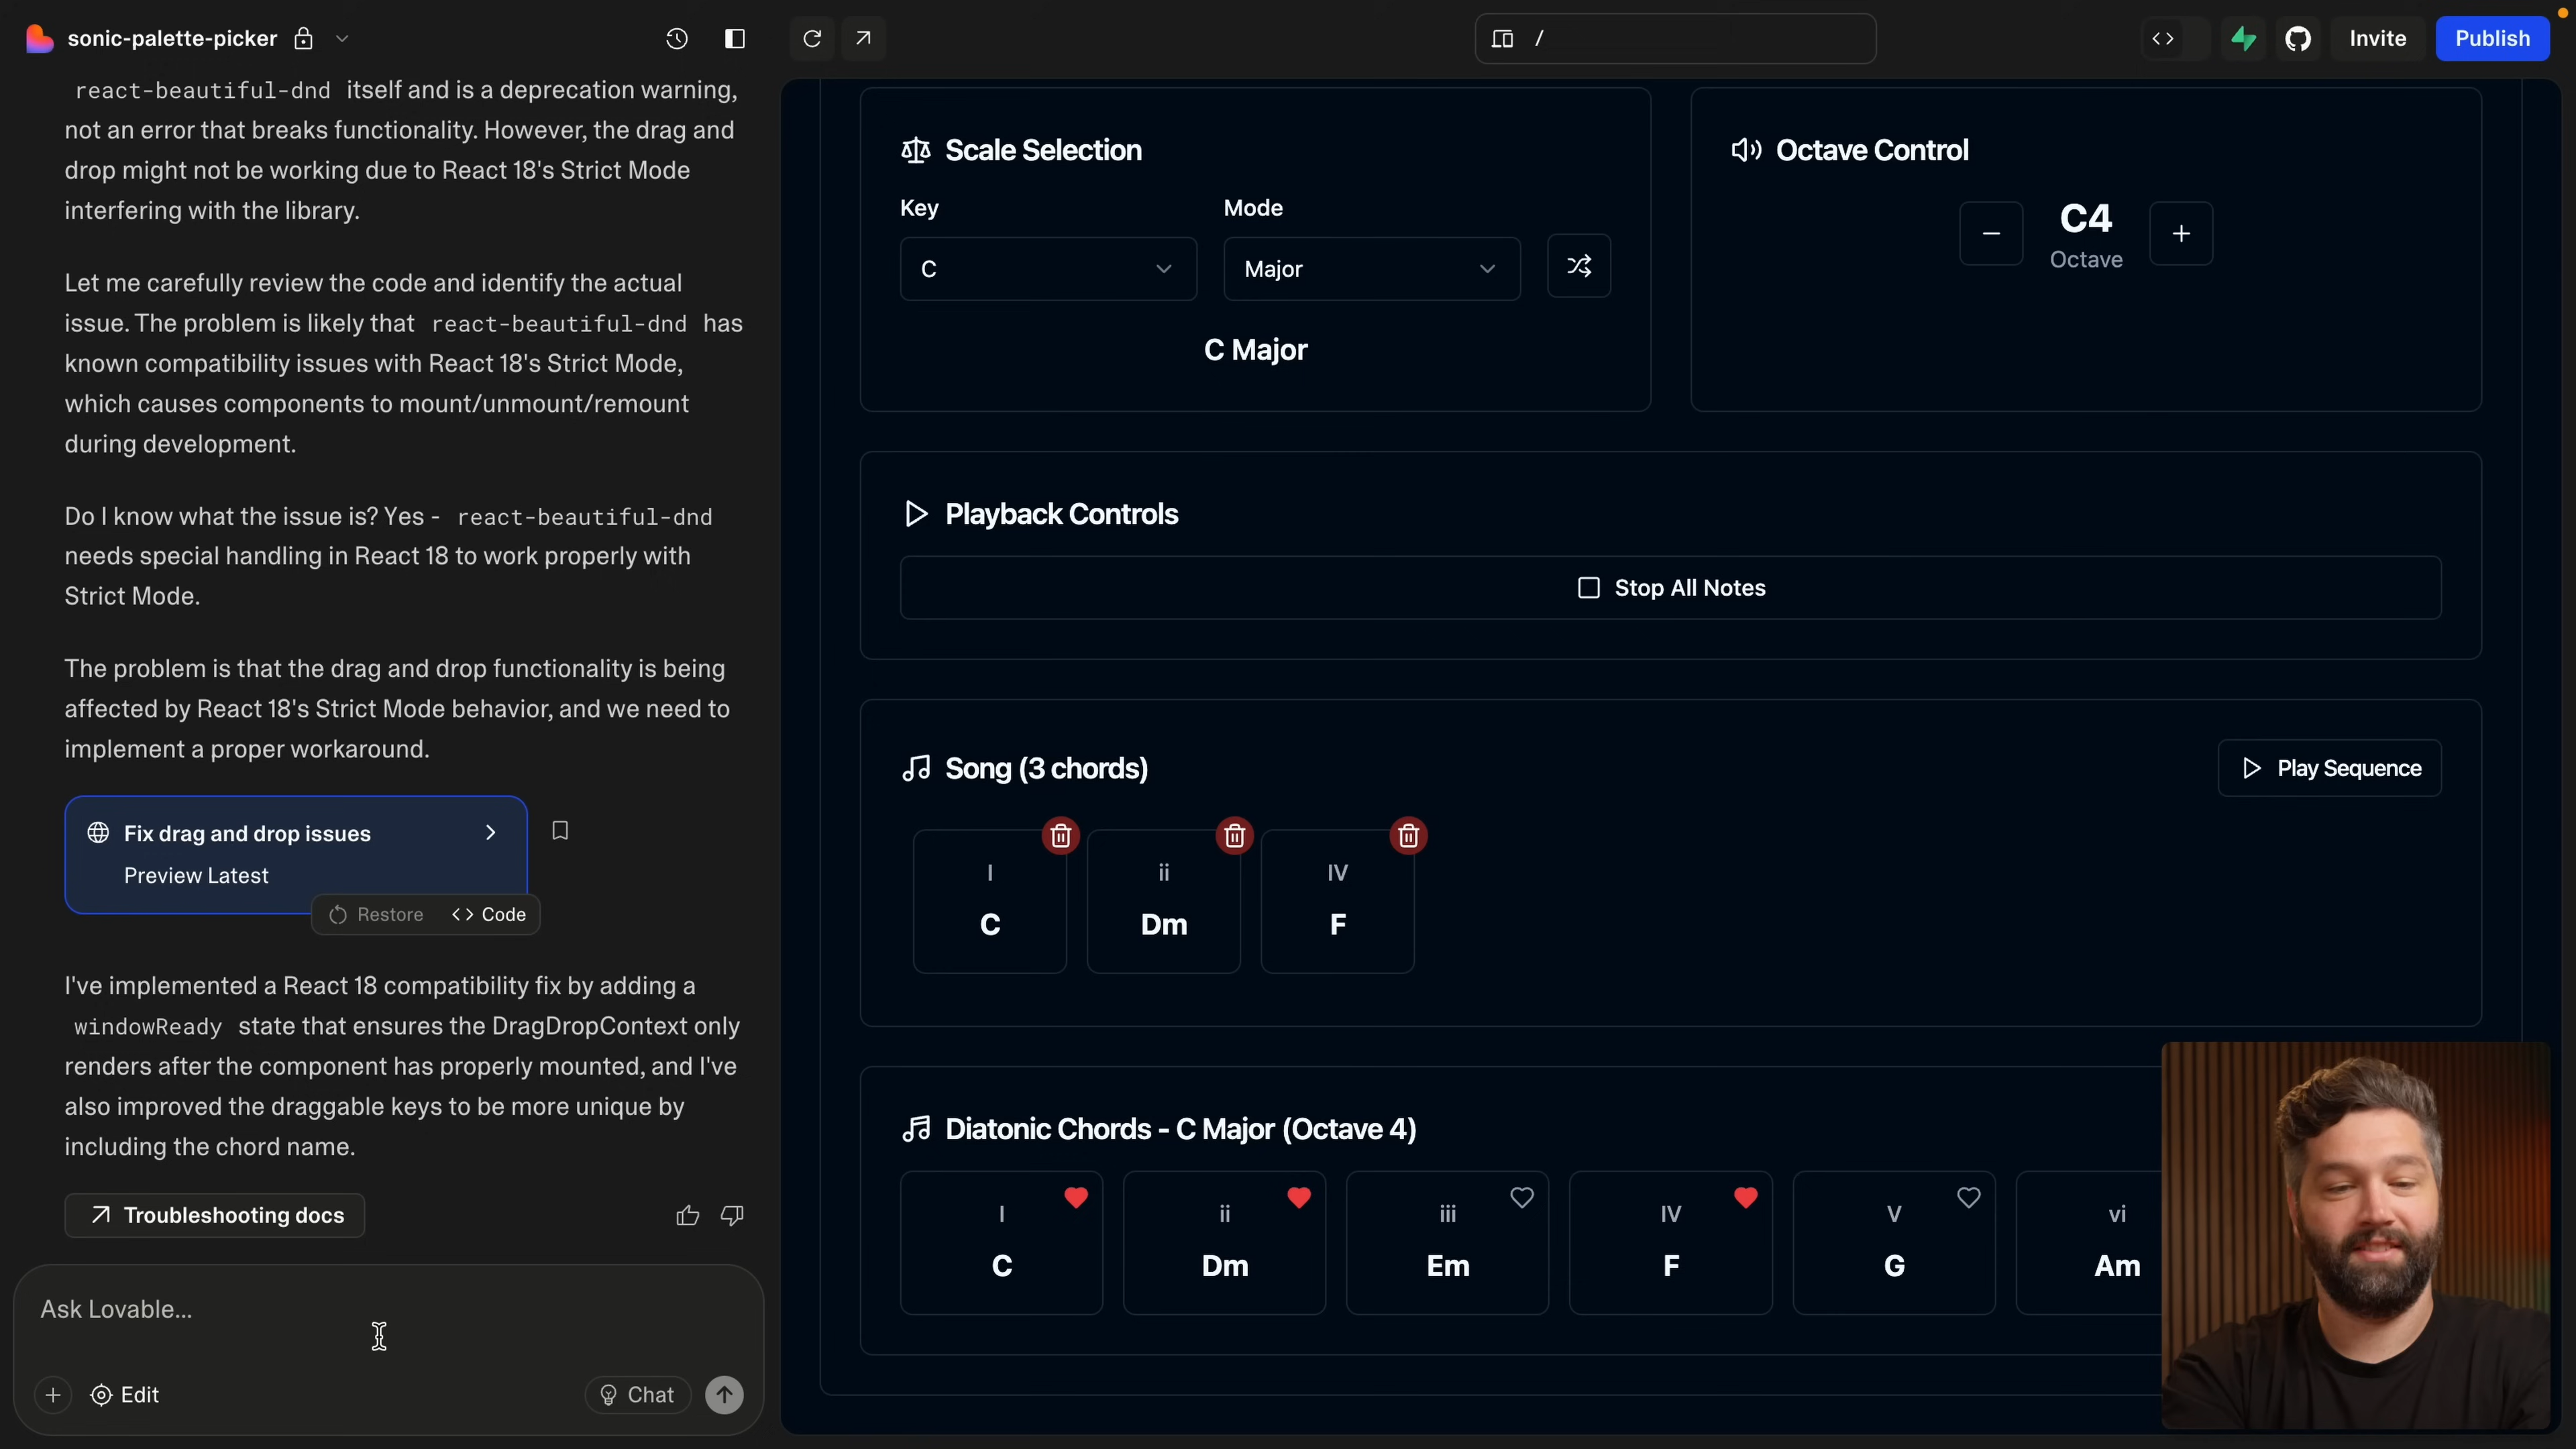 sonic-palette-picker
/
Invite
Publish
react-beautiful-dnd itself and is a deprecation warning,
not an error that breaks functionality. However, the drag and
drop might not be working due to React 18's Strict Mode
interfering with the library.
Let me carefully review the code and identify the actual
issue. The problem is likely that react-beautiful-dnd has
known compatibility issues with React 18's Strict Mode,
which causes components to mount/unmount/remount
during development.
Do I know what the issue is? Yes - react-beautiful-dnd
needs special handling in React 18 to work properly with
Strict Mode.
The problem is that the drag and drop functionality is being
affected by React 18's Strict Mode behavior, and we need to
implement a proper workaround.
Fix drag and drop issues
Preview Latest
Restore
Code
I've implemented a React 18 compatibility fix by adding a
windowReady state that ensures the DragDropContext only
renders after the component has properly mounted, and I've
also improved the draggable keys to be more unique by
including the chord name.
Troubleshooting docs
Ask Lovable...
Edit
Chat
Scale Selection
Key
Mode
C
Major
C Major
Octave Control
C4
Octave
Playback Controls
Stop All Notes
Song (3 chords)
Play Sequence
I
C
ii
Dm
IV
F
Diatonic Chords - C Major (Octave 4)
I
C
ii
Dm
iii
Em
IV
F
V
G
vi
Am